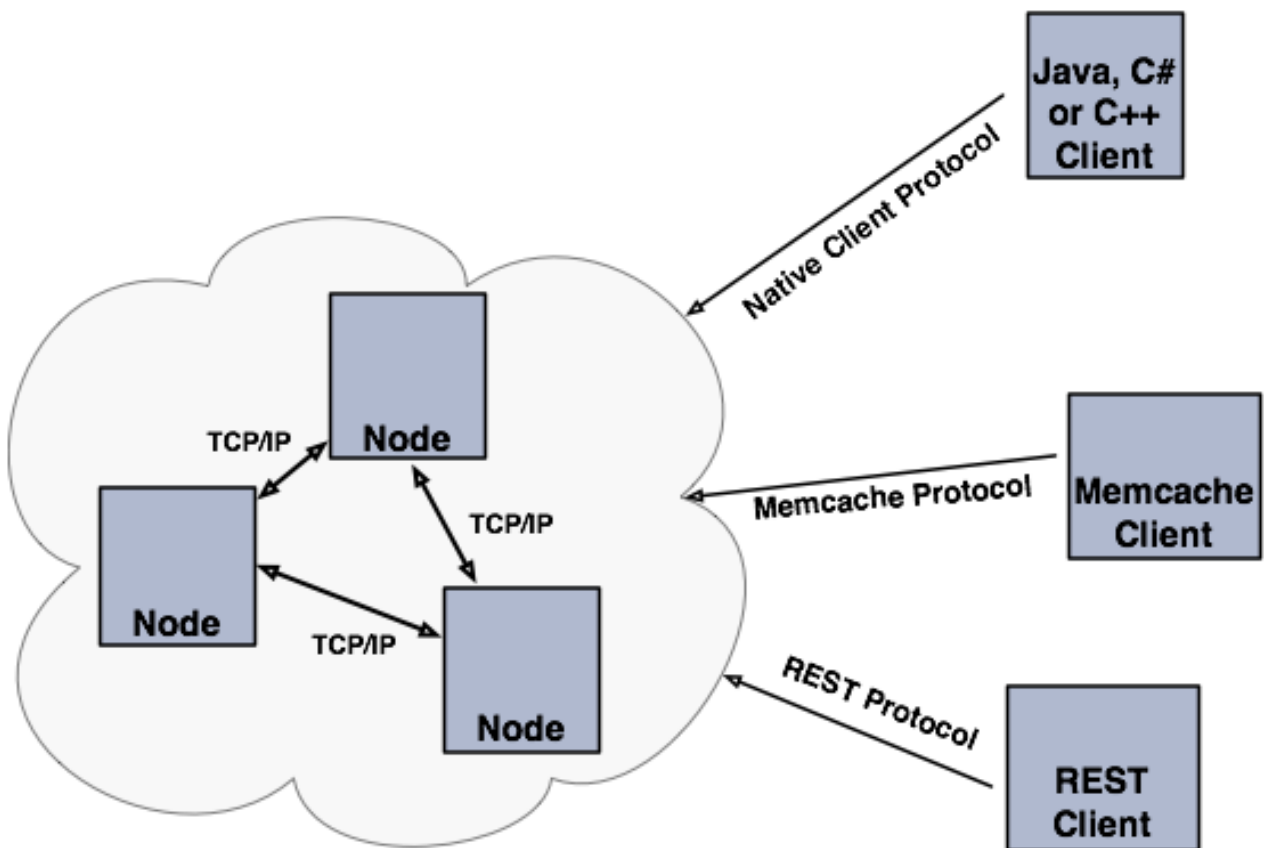 Java, C#
or C++
Client
Native Client Protocol
Node
TCP/IP
TCP/IP
Memcache Protocol
Memcache
Client
Node
TCP/IP
Node
REST Protocol
REST
Client